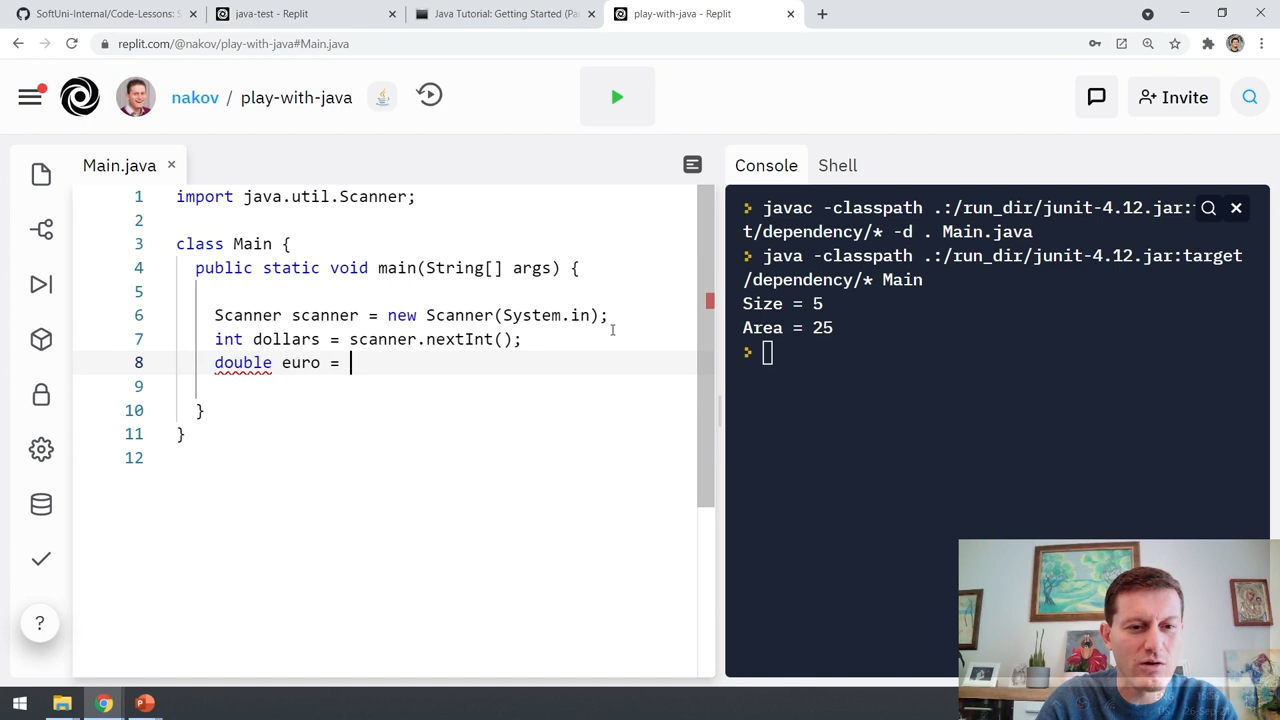 SoftUni-Internal/Code-Lessons: S
java-test - Replit
Java Tutorial: Getting Started (Pa
play-with-java - Replit
replit.com/@nakov/play-with-java#Main.java
nakov / play-with-java
Invite
Main.java
Console
Shell
1 import java.util.Scanner;
2
3 class Main {
4 public static void main(String[] args) {
5
6 Scanner scanner = new Scanner(System.in);
7 int dollars = scanner.nextInt();
8 double euro =
9
10 }
11 }
12
javac -classpath .:/run_dir/junit-4.12.jar:
t/dependency/* -d . Main.java
java -classpath .:/run_dir/junit-4.12.jar:target
/dependency/* Main
Size = 5
Area = 25
?
ENG